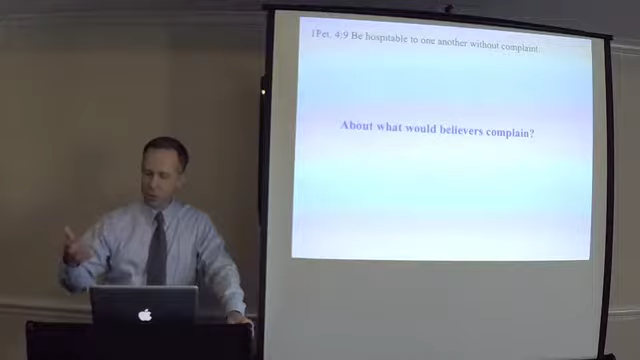 1Pet. 4:9 Be hospitable to one another without complaint.
About what would believers complain?